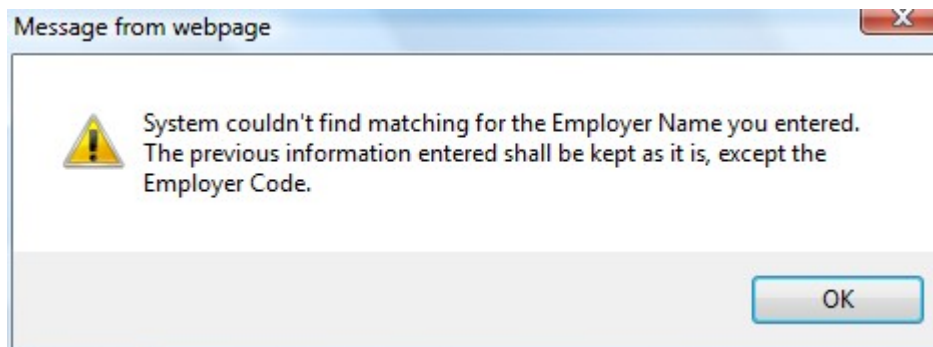 Message from webpage
System couldn't find matching for the Employer Name you entered.
The previous information entered shall be kept as it is, except the
Employer Code.
OK